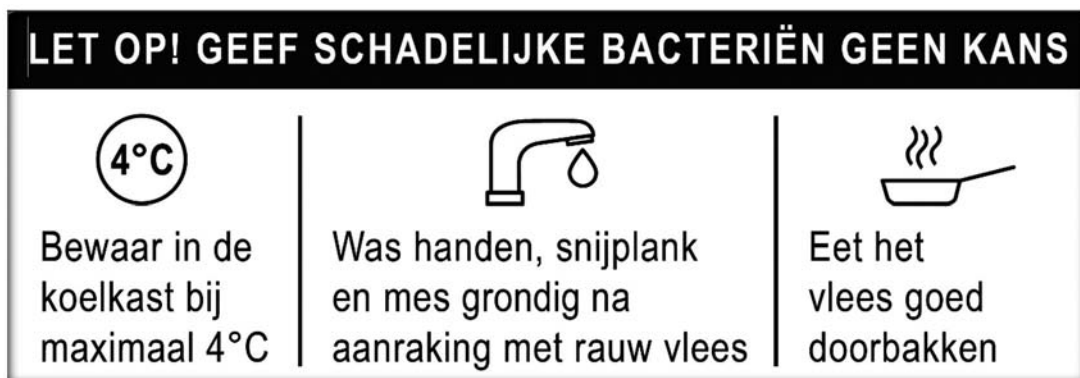 LET OP! GEEF SCHADELIJKE BACTERIËN GEEN KANS
4°C
Bewaar in de
koelkast bij
maximaal 4°C
Was handen, snijplank
en mes grondig na
aanraking met rauw vlees
Eet het
vlees goed
doorbakken